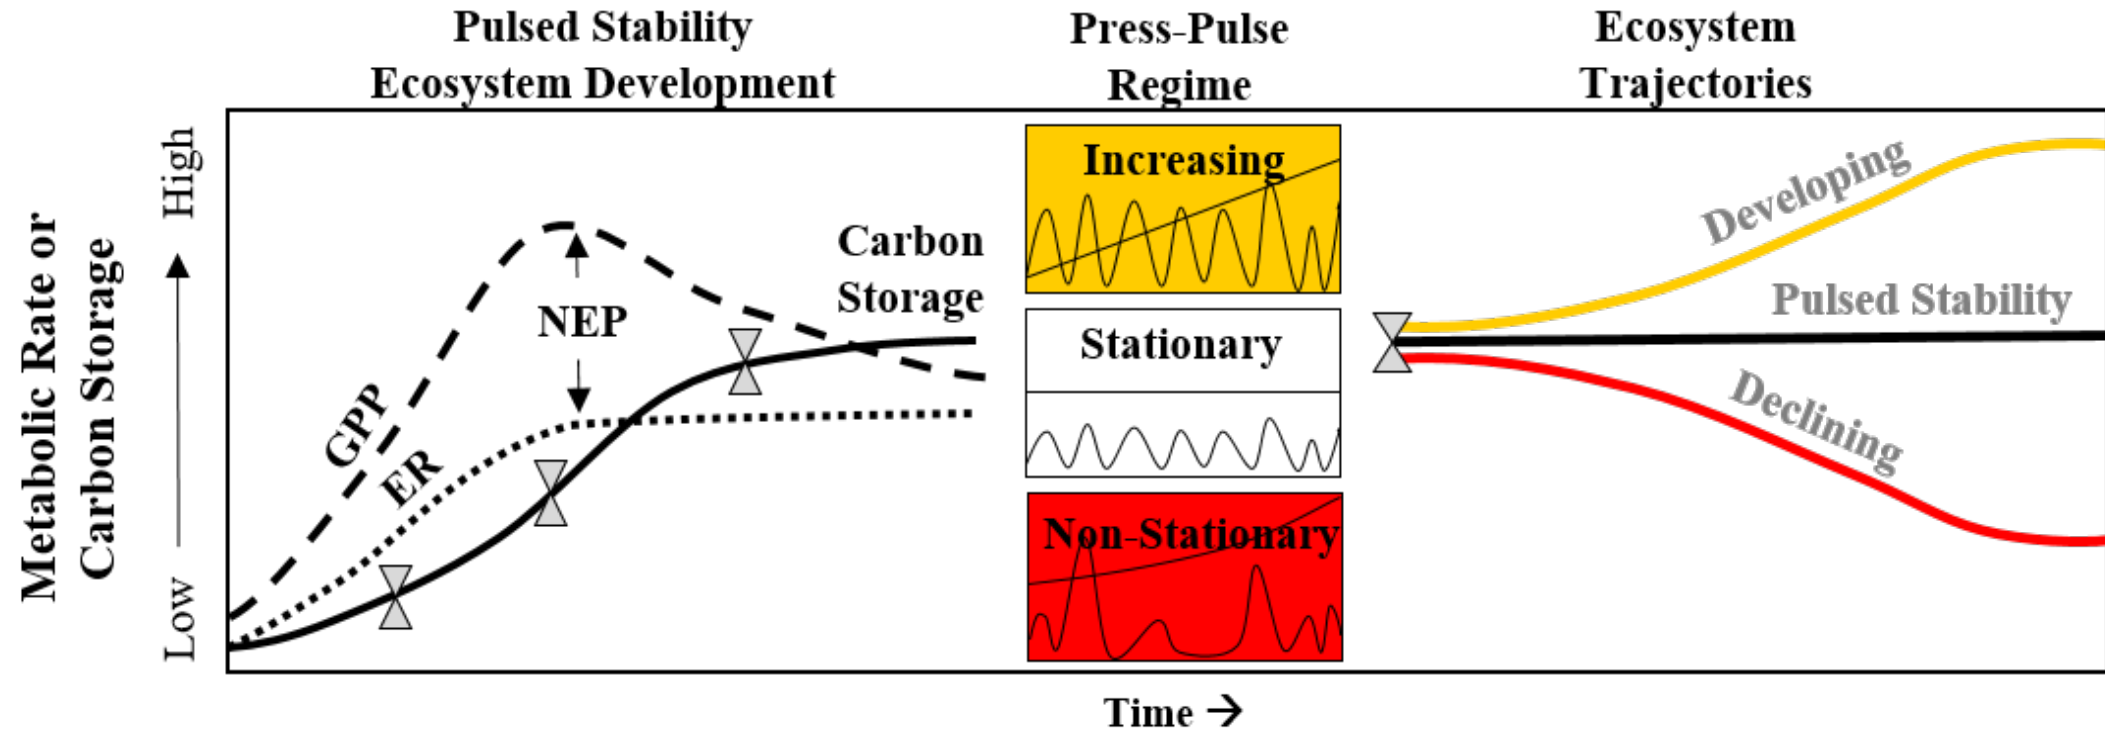 Pulsed Stability
Ecosystem Development
Press-Pulse
Regime
Ecosystem
Trajectories
Metabolic Rate or
Carbon Storage
Low
High
GPP
ER
NEP
Carbon
Storage
Increasing
Stationary
Non-Stationary
Developing
Pulsed Stability
Declining
Time →